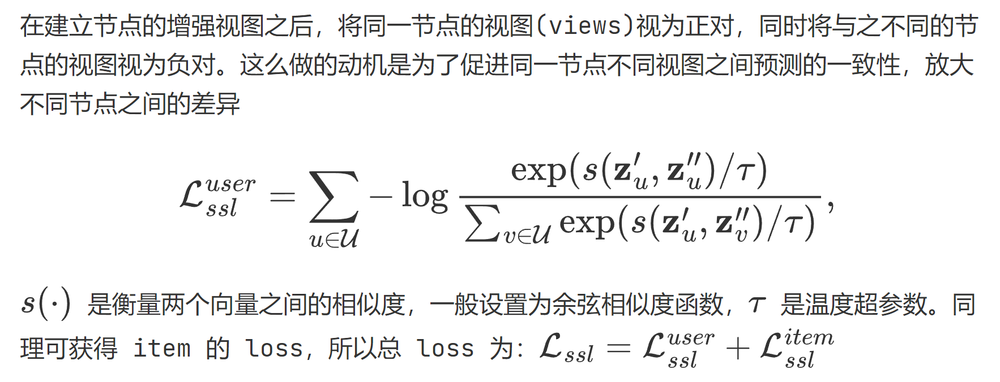 在建立节点的增强视图之后，将同一节点的视图(views)视为正对，同时将与之不同的节
点的视图视为负对。这么做的动机是为了促进同一节点不同视图之间预测的一致性，放大
不同节点之间的差异
$\mathcal{L}_{ssl}^{user} = \sum_{u \in \mathcal{U}} -\log \frac{\exp(s(\mathbf{z}'_u, \mathbf{z}''_u)/\tau)}{\sum_{v \in \mathcal{U}} \exp(s(\mathbf{z}'_u, \mathbf{z}''_v)/\tau)},$
$s(\cdot)$ 是衡量两个向量之间的相似度，一般设置为余弦相似度函数，$\tau$ 是温度超参数。同
理可获得 item 的 loss，所以总 loss 为：$\mathcal{L}_{ssl} = \mathcal{L}_{ssl}^{user} + \mathcal{L}_{ssl}^{item}$